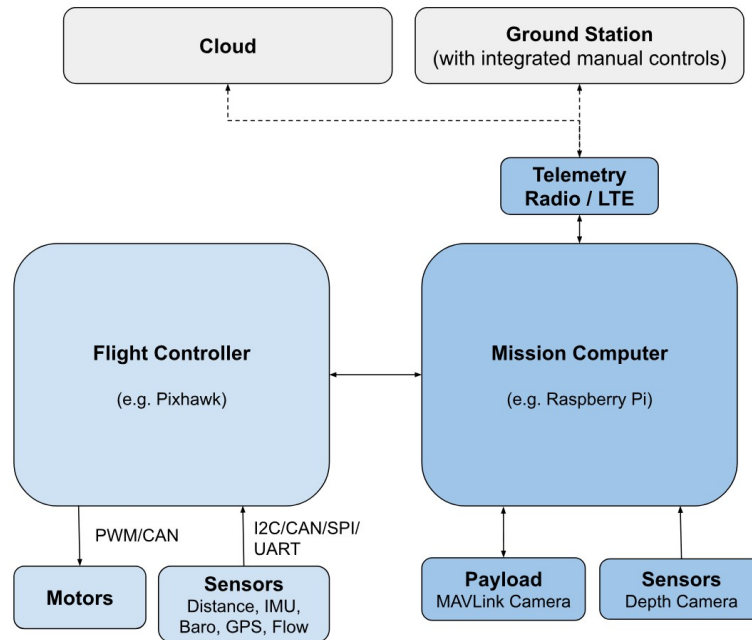 Cloud
Ground Station
(with integrated manual controls)
Telemetry
Radio / LTE
Flight Controller
(e.g. Pixhawk)
Mission Computer
(e.g. Raspberry Pi)
PWM/CAN
I2C/CAN/SPI/
UART
Motors
Sensors
Distance, IMU,
Baro, GPS, Flow
Payload
MAVLink Camera
Sensors
Depth Camera